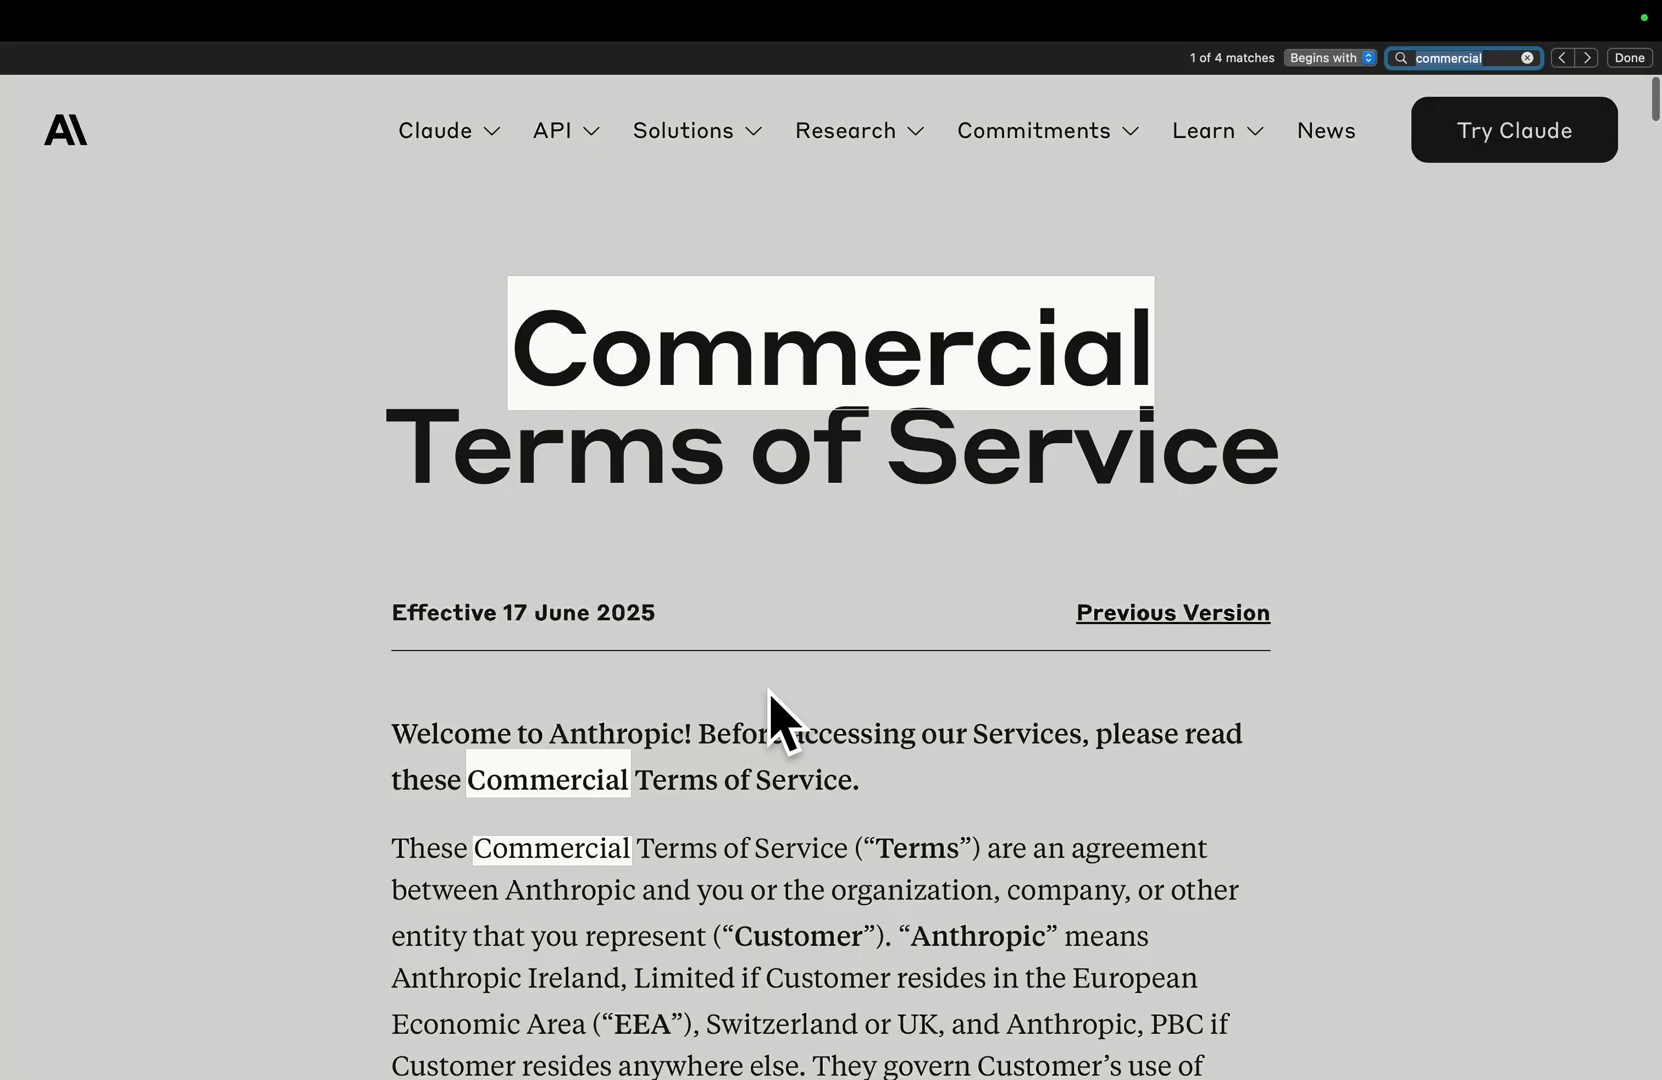 1 of 4 matches Begins with commercial Done
Claude API Solutions Research Commitments Learn News Try Claude
Commercial
Terms of Service
Effective 17 June 2025 Previous Version
Welcome to Anthropic! Before accessing our Services, please read
these Commercial Terms of Service.
These Commercial Terms of Service (“Terms”) are an agreement
between Anthropic and you or the organization, company, or other
entity that you represent (“Customer”). “Anthropic” means
Anthropic Ireland, Limited if Customer resides in the European
Economic Area (“EEA”), Switzerland or UK, and Anthropic, PBC if
Customer resides anywhere else. They govern Customer’s use of